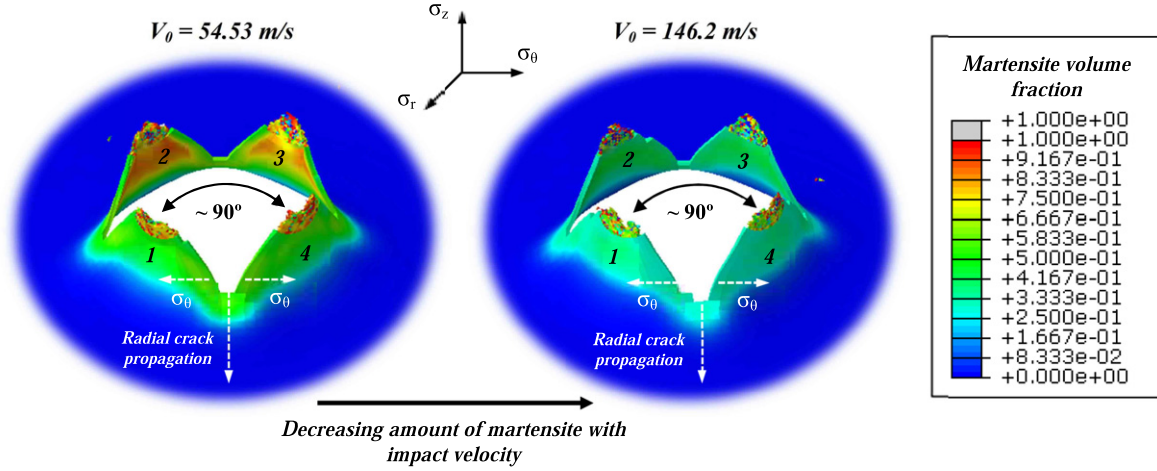 V₀ = 54.53 m/s
σz
σθ
σr
V₀ = 146.2 m/s
2
3
~ 90º
1
4
σθ
σθ
Radial crack
propagation
2
3
~ 90º
1
4
σθ
σθ
Radial crack
propagation
Decreasing amount of martensite with
impact velocity
Martensite volume
fraction
+1.000e+00
+1.000e+00
+9.167e-01
+8.333e-01
+7.500e-01
+6.667e-01
+5.833e-01
+5.000e-01
+4.167e-01
+3.333e-01
+2.500e-01
+1.667e-01
+8.333e-02
+0.000e+00